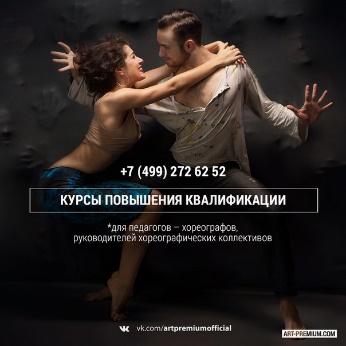 +7 (499) 272 62 52
КУРСЫ ПОВЫШЕНИЯ КВАЛИФИКАЦИИ
*для педагогов – хореографов,
руководителей хореографических коллективов
vk.com/artpremiumofficial
ART-PREMIUM.COM